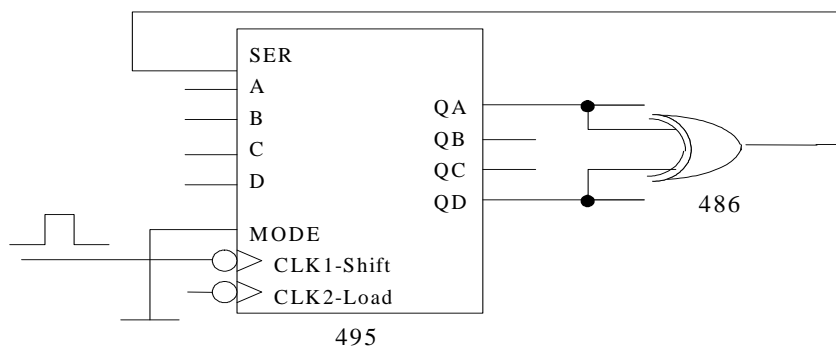 SER
A
B
C
D
MODE
CLK1-Shift
CLK2-Load
QA
QB
QC
QD
486
495